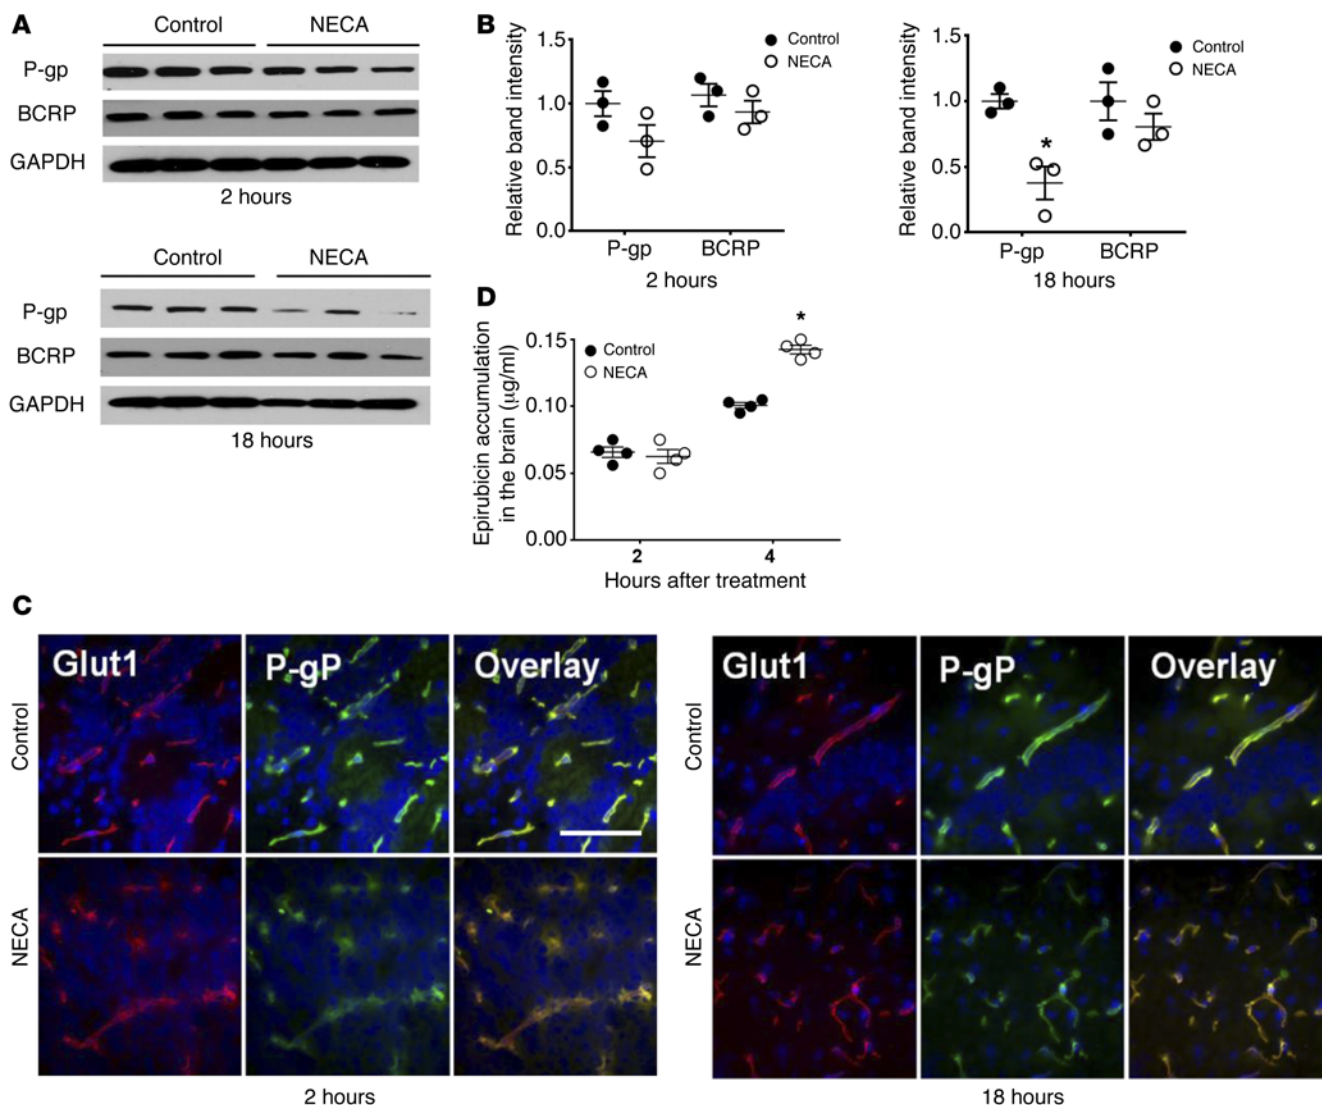 A
Control NECA
P-gp
BCRP
GAPDH
2 hours
Control NECA
P-gp
BCRP
GAPDH
18 hours
B
Relative band intensity
1.5
1.0
0.5
0.0
Control
NECA
P-gp BCRP
2 hours
Relative band intensity
1.5
1.0
0.5
0.0
Control
NECA
*
P-gp BCRP
18 hours
D
Epirubicin accumulation
in the brain (µg/ml)
0.15
0.10
0.05
0.00
Control
NECA
*
2 4
Hours after treatment
C
Control
Glut1 P-gP Overlay
NECA
2 hours
Control
Glut1 P-gP Overlay
NECA
18 hours